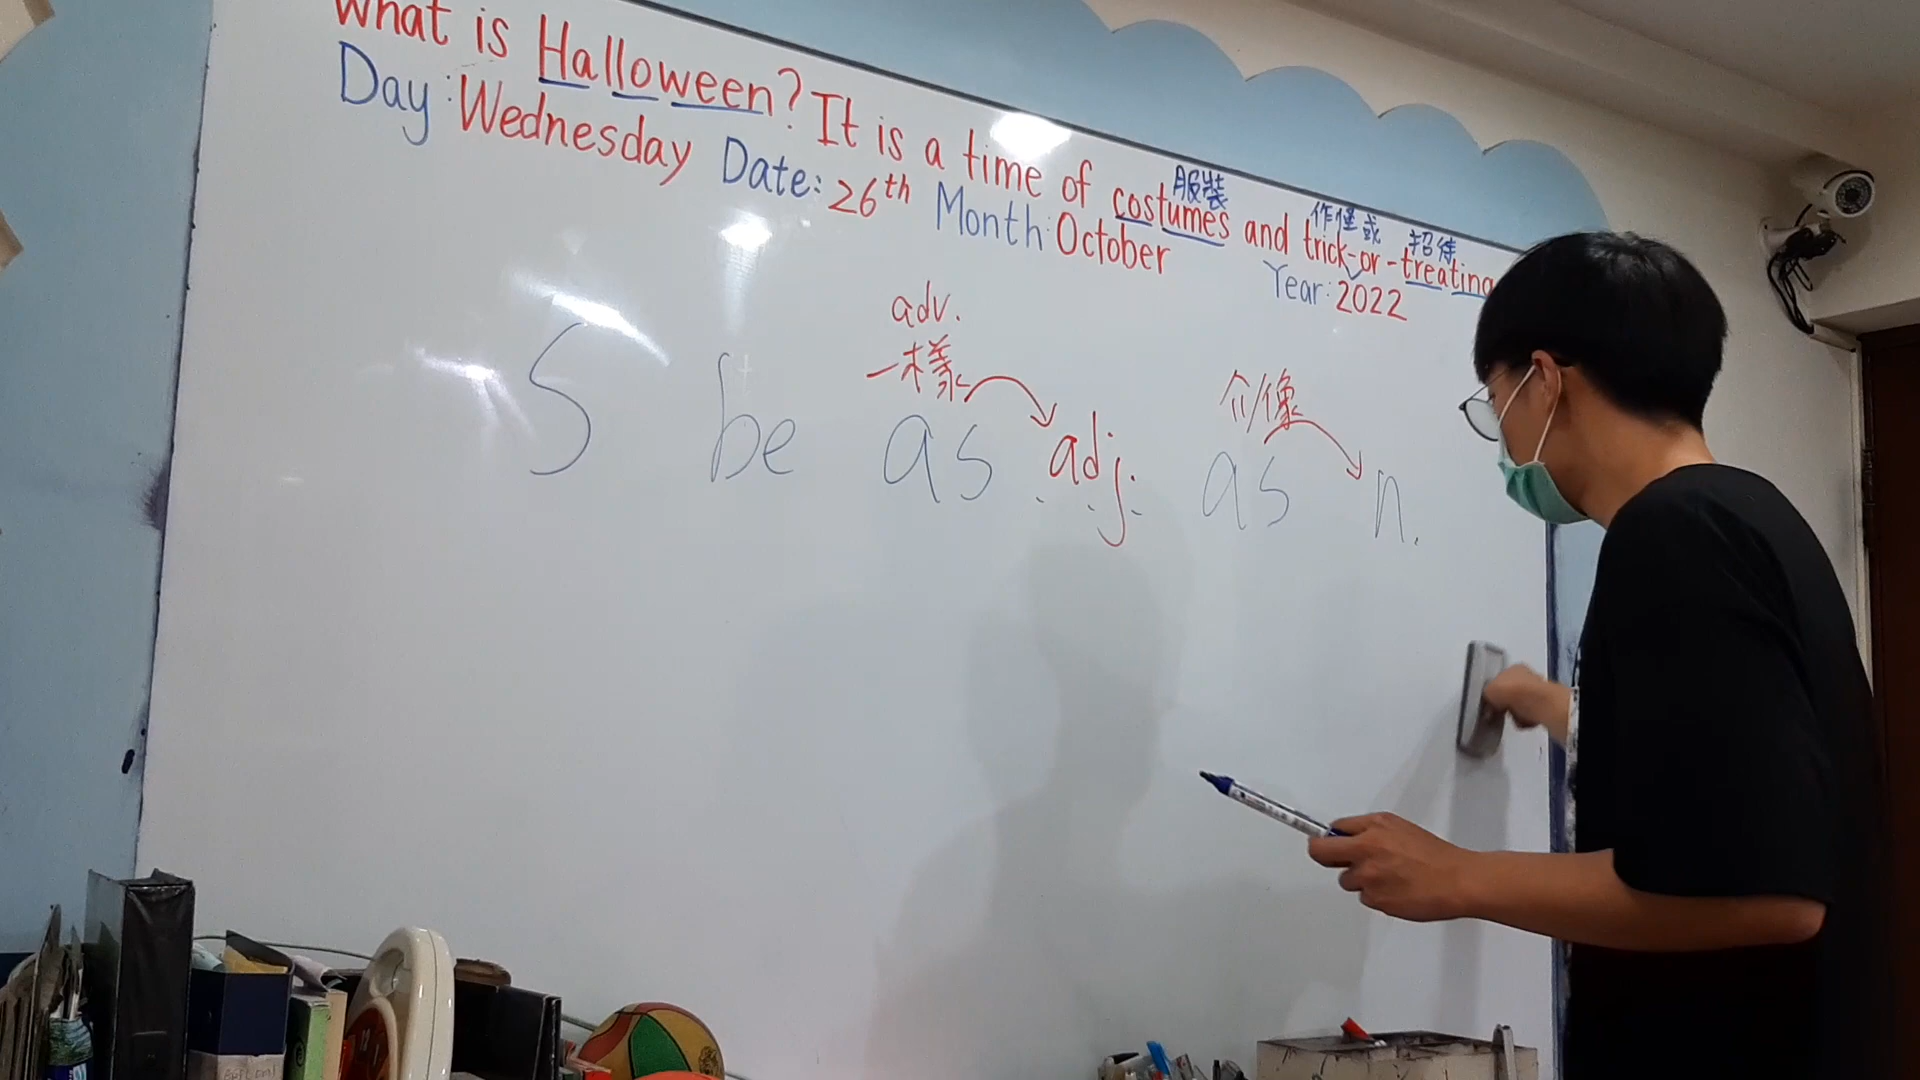 What is Halloween? It is a time of costumes and trick-or-treating
服裝 作怪或 招待
Day: Wednesday Date: 26th Month: October Year: 2022
adv.
一樣 介/像
S be as adj. as n.